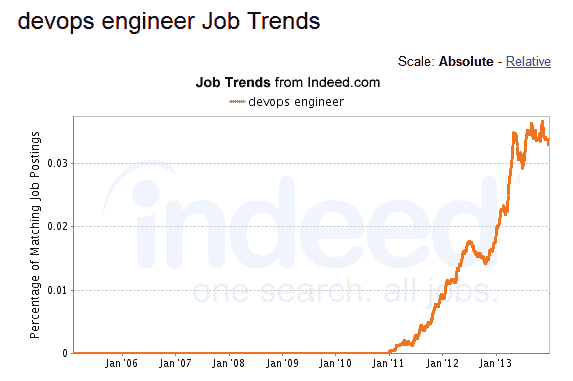 devops engineer Job Trends
Scale: Absolute - Relative
Job Trends from Indeed.com
devops engineer
Percentage of Matching Job Postings
0.03
0.02
0.01
0
indeed
one search. all jobs.
Jan '06 Jan '07 Jan '08 Jan '09 Jan '10 Jan '11 Jan '12 Jan '13